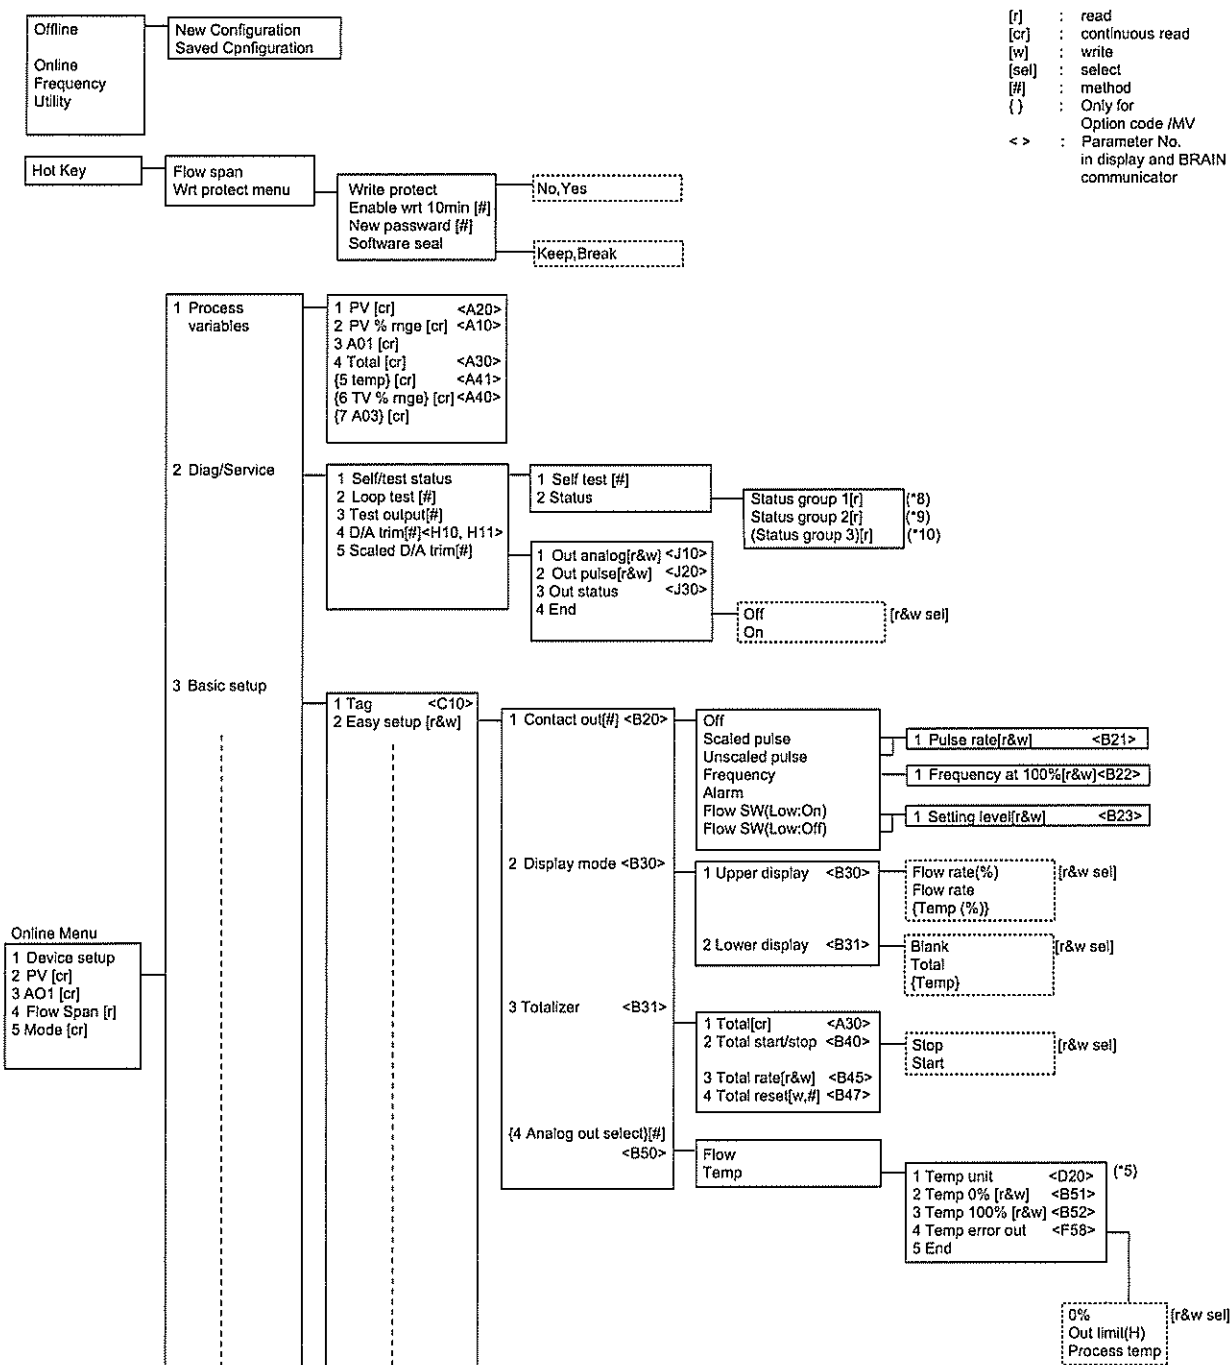 Offline
Online
Frequency
Utility
New Configuration
Saved Cpnfiguration
[r] : read
[cr] : continuous read
[w] : write
[sel] : select
[#] : method
{ } : Only for
Option code /MV
< > : Parameter No.
in display and BRAIN
communicator
Hot Key
Flow span
Wrt protect menu
Write protect
Enable wrt 10min [#]
New passward [#]
Software seal
No,Yes
Keep,Break
1 Process
variables
1 PV [cr] <A20>
2 PV % rnge [cr] <A10>
3 A01 [cr]
4 Total [cr] <A30>
{5 temp} [cr] <A41>
{6 TV % rnge} [cr] <A40>
{7 A03} [cr]
2 Diag/Service
1 Self/test status
2 Loop test [#]
3 Test output[#]
4 D/A trim[#]<H10, H11>
5 Scaled D/A trim[#]
1 Self test [#]
2 Status
Status group 1[r] (*8)
Status group 2[r] (*9)
(Status group 3)[r] (*10)
1 Out analog[r&w] <J10>
2 Out pulse[r&w] <J20>
3 Out status <J30>
4 End
Off
On
[r&w sel]
3 Basic setup
1 Tag <C10>
2 Easy setup [r&w]
1 Contact out[#] <B20>
Off
Scaled pulse
Unscaled pulse
Frequency
Alarm
Flow SW(Low:On)
Flow SW(Low:Off)
1 Pulse rate[r&w] <B21>
1 Frequency at 100%[r&w]<B22>
1 Setting level[r&w] <B23>
2 Display mode <B30>
1 Upper display <B30>
Flow rate(%)
Flow rate
{Temp (%)}
[r&w sel]
2 Lower display <B31>
Blank
Total
{Temp}
[r&w sel]
Online Menu
1 Device setup
2 PV [cr]
3 AO1 [cr]
4 Flow Span [r]
5 Mode [cr]
3 Totalizer <B31>
1 Total[cr] <A30>
2 Total start/stop <B40>
3 Total rate[r&w] <B45>
4 Total reset[w,#] <B47>
Stop
Start
[r&w sel]
{4 Analog out select}[#]
<B50>
Flow
Temp
1 Temp unit <D20> (*5)
2 Temp 0% [r&w] <B51>
3 Temp 100% [r&w] <B52>
4 Temp error out <F58>
5 End
0%
Out limit(H)
Process temp
[r&w sel]